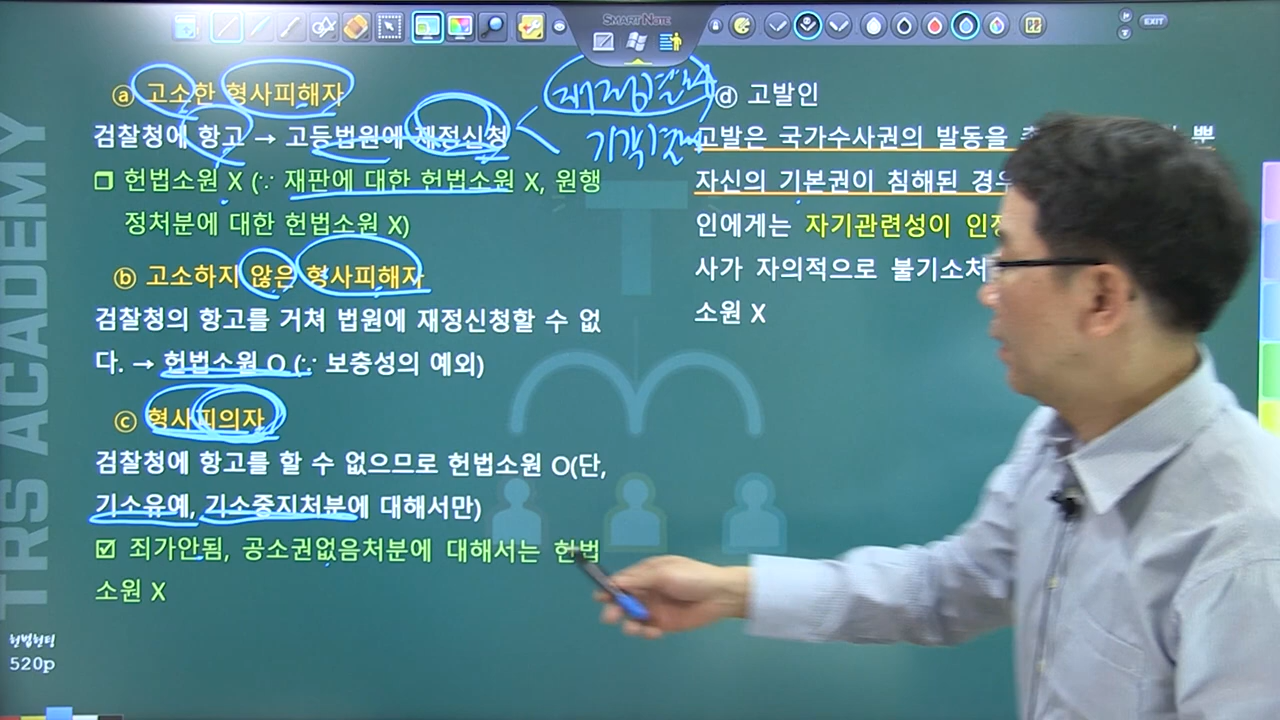 SMART NOTE
EXIT
ⓐ 고소한 형사피해자
검찰청에 항고 → 고등법원에 재정신청
❒ 헌법소원 X (∵ 재판에 대한 헌법소원 X, 원행
정처분에 대한 헌법소원 X)
ⓑ 고소하지 않은 형사피해자
검찰청의 항고를 거쳐 법원에 재정신청할 수 없
다. → 헌법소원 O (∵ 보충성의 예외)
ⓒ 형사피의자
검찰청에 항고를 할 수 없으므로 헌법소원 O(단,
기소유예, 기소중지처분에 대해서만)
☑ 죄가안됨, 공소권없음처분에 대해서는 헌법
소원 X
기각
ⓓ 고발인
고발은 국가수사권의 발동을 뿐
자신의 기본권이 침해된
인에게는 자기관련성이
사가 자의적으로 불기소처
소원 X
TRS ACADEMY
헌법헌터
520p